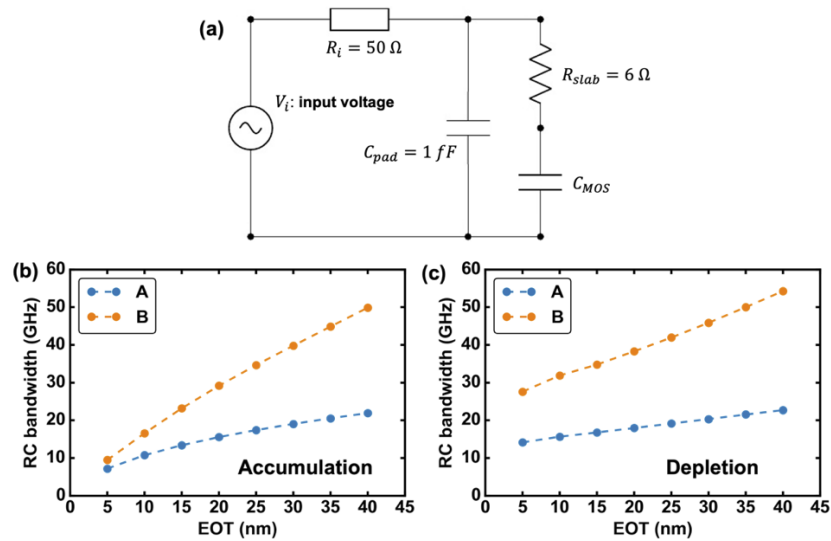 (a)
R_i = 50 Ω
R_slab = 6 Ω
V_i: input voltage
C_pad = 1 fF
C_MOS
(b)
60
50
40
30
20
10
0
RC bandwidth (GHz)
A
B
Accumulation
0 5 10 15 20 25 30 35 40 45
EOT (nm)
(c)
60
50
40
30
20
10
0
RC bandwidth (GHz)
A
B
Depletion
0 5 10 15 20 25 30 35 40 45
EOT (nm)